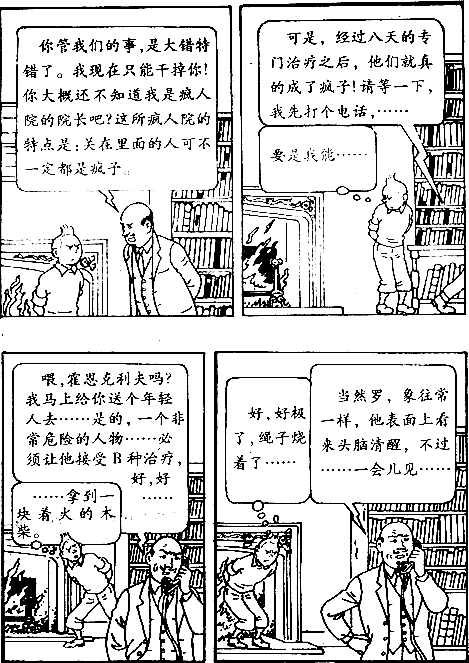 你管我们的事,是大错特
错了。我现在只能干掉你!
你大概还不知道我是疯人
院的院长吧?这所疯人院的
特点是:关在里面的人可不
一定都是疯子。
可是,经过八天的专
门治疗之后,他们就真
的成了疯子!请等一下,
我先打个电话,……
要是我能……
喂,霍恩克利夫吗?
我马上给你送个年轻
人去……是的,一个非
常危险的人物……必
须让他接受B种治疗,
好,好
……
……拿到一
块着火的木
柴。
好,好极
了,绳子烧
着了……
当然罗,象往常
一样,他表面上看
来头脑清醒,不过
……一会儿见……